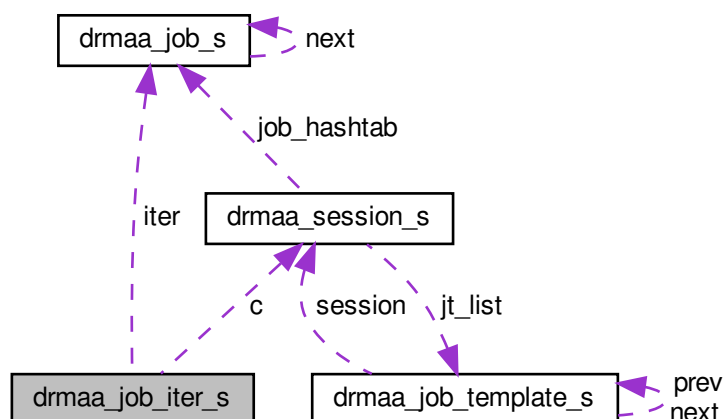 drmaa_job_s
next
job_hashtab
iter
drmaa_session_s
c
session
jt_list
drmaa_job_iter_s
drmaa_job_template_s
prev
next